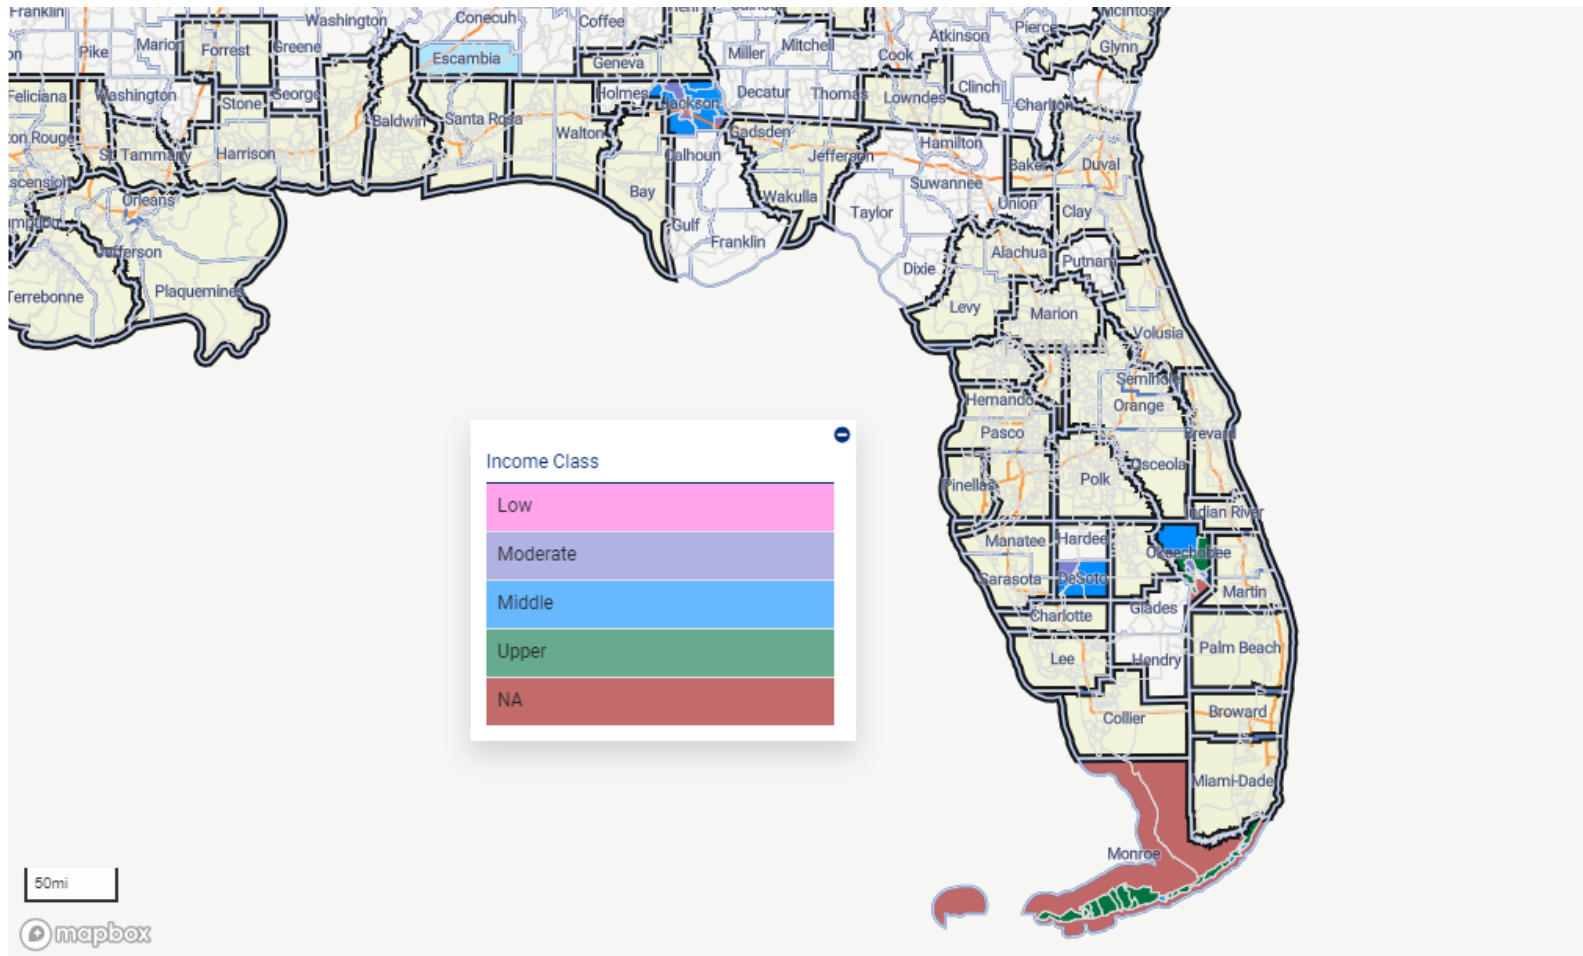 Franklin
Washington
Conecuh
Coffee
Pierce
McIntosh
Pike
Marion
Forrest
Greene
Escambia
Geneva
Miller
Mitchell
Cook
Atkinson
Glynn
Feliciana
Washington
Stone
George
Holmes
Jackson
Decatur
Thomas
Lowndes
Clinch
Charlton
ton Rouge
St. Tammany
Harrison
Baldwin
Santa Rosa
Walton
Calhoun
Gadsden
Jefferson
Hamilton
Baker
Duval
scension
Orleans
Bay
Wakulla
Suwannee
Union
Clay
Taylor
Gulf
Franklin
Jefferson
Alachua
Putnam
Dixie
Terrebonne
Plaquemines
Levy
Marion
Volusia
Seminole
Hernando
Orange
Pasco
Brevard
Osceola
Pinellas
Polk
Indian River
Manatee
Hardee
Okeechobee
Sarasota
DeSoto
Martin
Charlotte
Glades
Lee
Hendry
Palm Beach
Collier
Broward
Miami-Dade
Monroe
Income Class
Low
Moderate
Middle
Upper
NA
50mi
mapbox